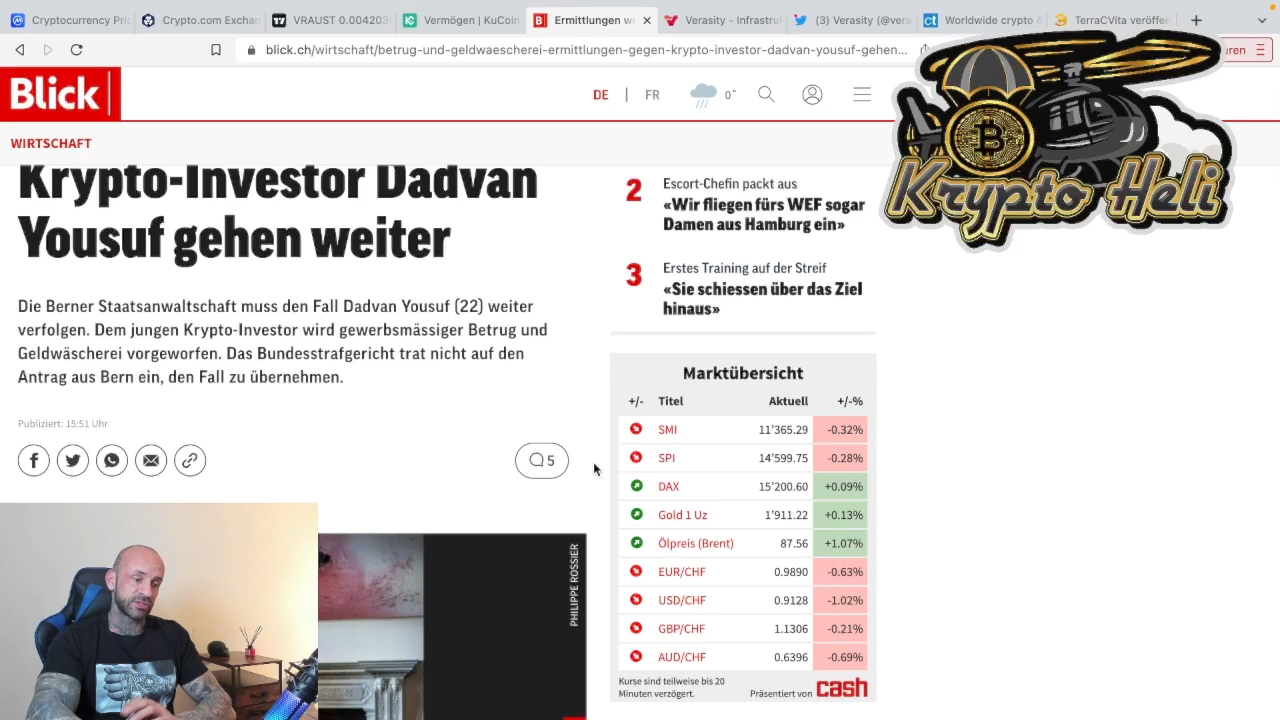 Cryptocurrency Pri
Crypto.com Exchan
VRAUST 0.004203
Vermögen | KuCoin
Ermittlungen we
Verasity - Infrastru
(3) Verasity (@vera
Worldwide crypto &
TerraCVita veröffen
blick.ch/wirtschaft/betrug-und-geldwaescherei-ermittlungen-gegen-krypto-investor-dadvan-yousuf-gehen...
eren
Blick
DE | FR
0°
WIRTSCHAFT
Krypto-Investor Dadvan
Yousuf gehen weiter
Die Berner Staatsanwaltschaft muss den Fall Dadvan Yousuf (22) weiter
verfolgen. Dem jungen Krypto-Investor wird gewerbsmässiger Betrug und
Geldwäscherei vorgeworfen. Das Bundesstrafgericht trat nicht auf den
Antrag aus Bern ein, den Fall zu übernehmen.
Publiziert: 15:51 Uhr
5
PHILIPPE ROSSIER
2
Escort-Chefin packt aus
«Wir fliegen fürs WEF sogar
Damen aus Hamburg ein»
3
Erstes Training auf der Streif
«Sie schiessen über das Ziel
hinaus»
Marktübersicht
+/- Titel Aktuell +/-%
SMI 11'365.29 -0.32%
SPI 14'599.75 -0.28%
DAX 15'200.60 +0.09%
Gold 1 Uz 1'911.22 +0.13%
Ölpreis (Brent) 87.56 +1.07%
EUR/CHF 0.9890 -0.63%
USD/CHF 0.9128 -1.02%
GBP/CHF 1.1306 -0.21%
AUD/CHF 0.6396 -0.69%
Kurse sind teilweise bis 20
Minuten verzögert.
Präsentiert von cash
Krypto Heli